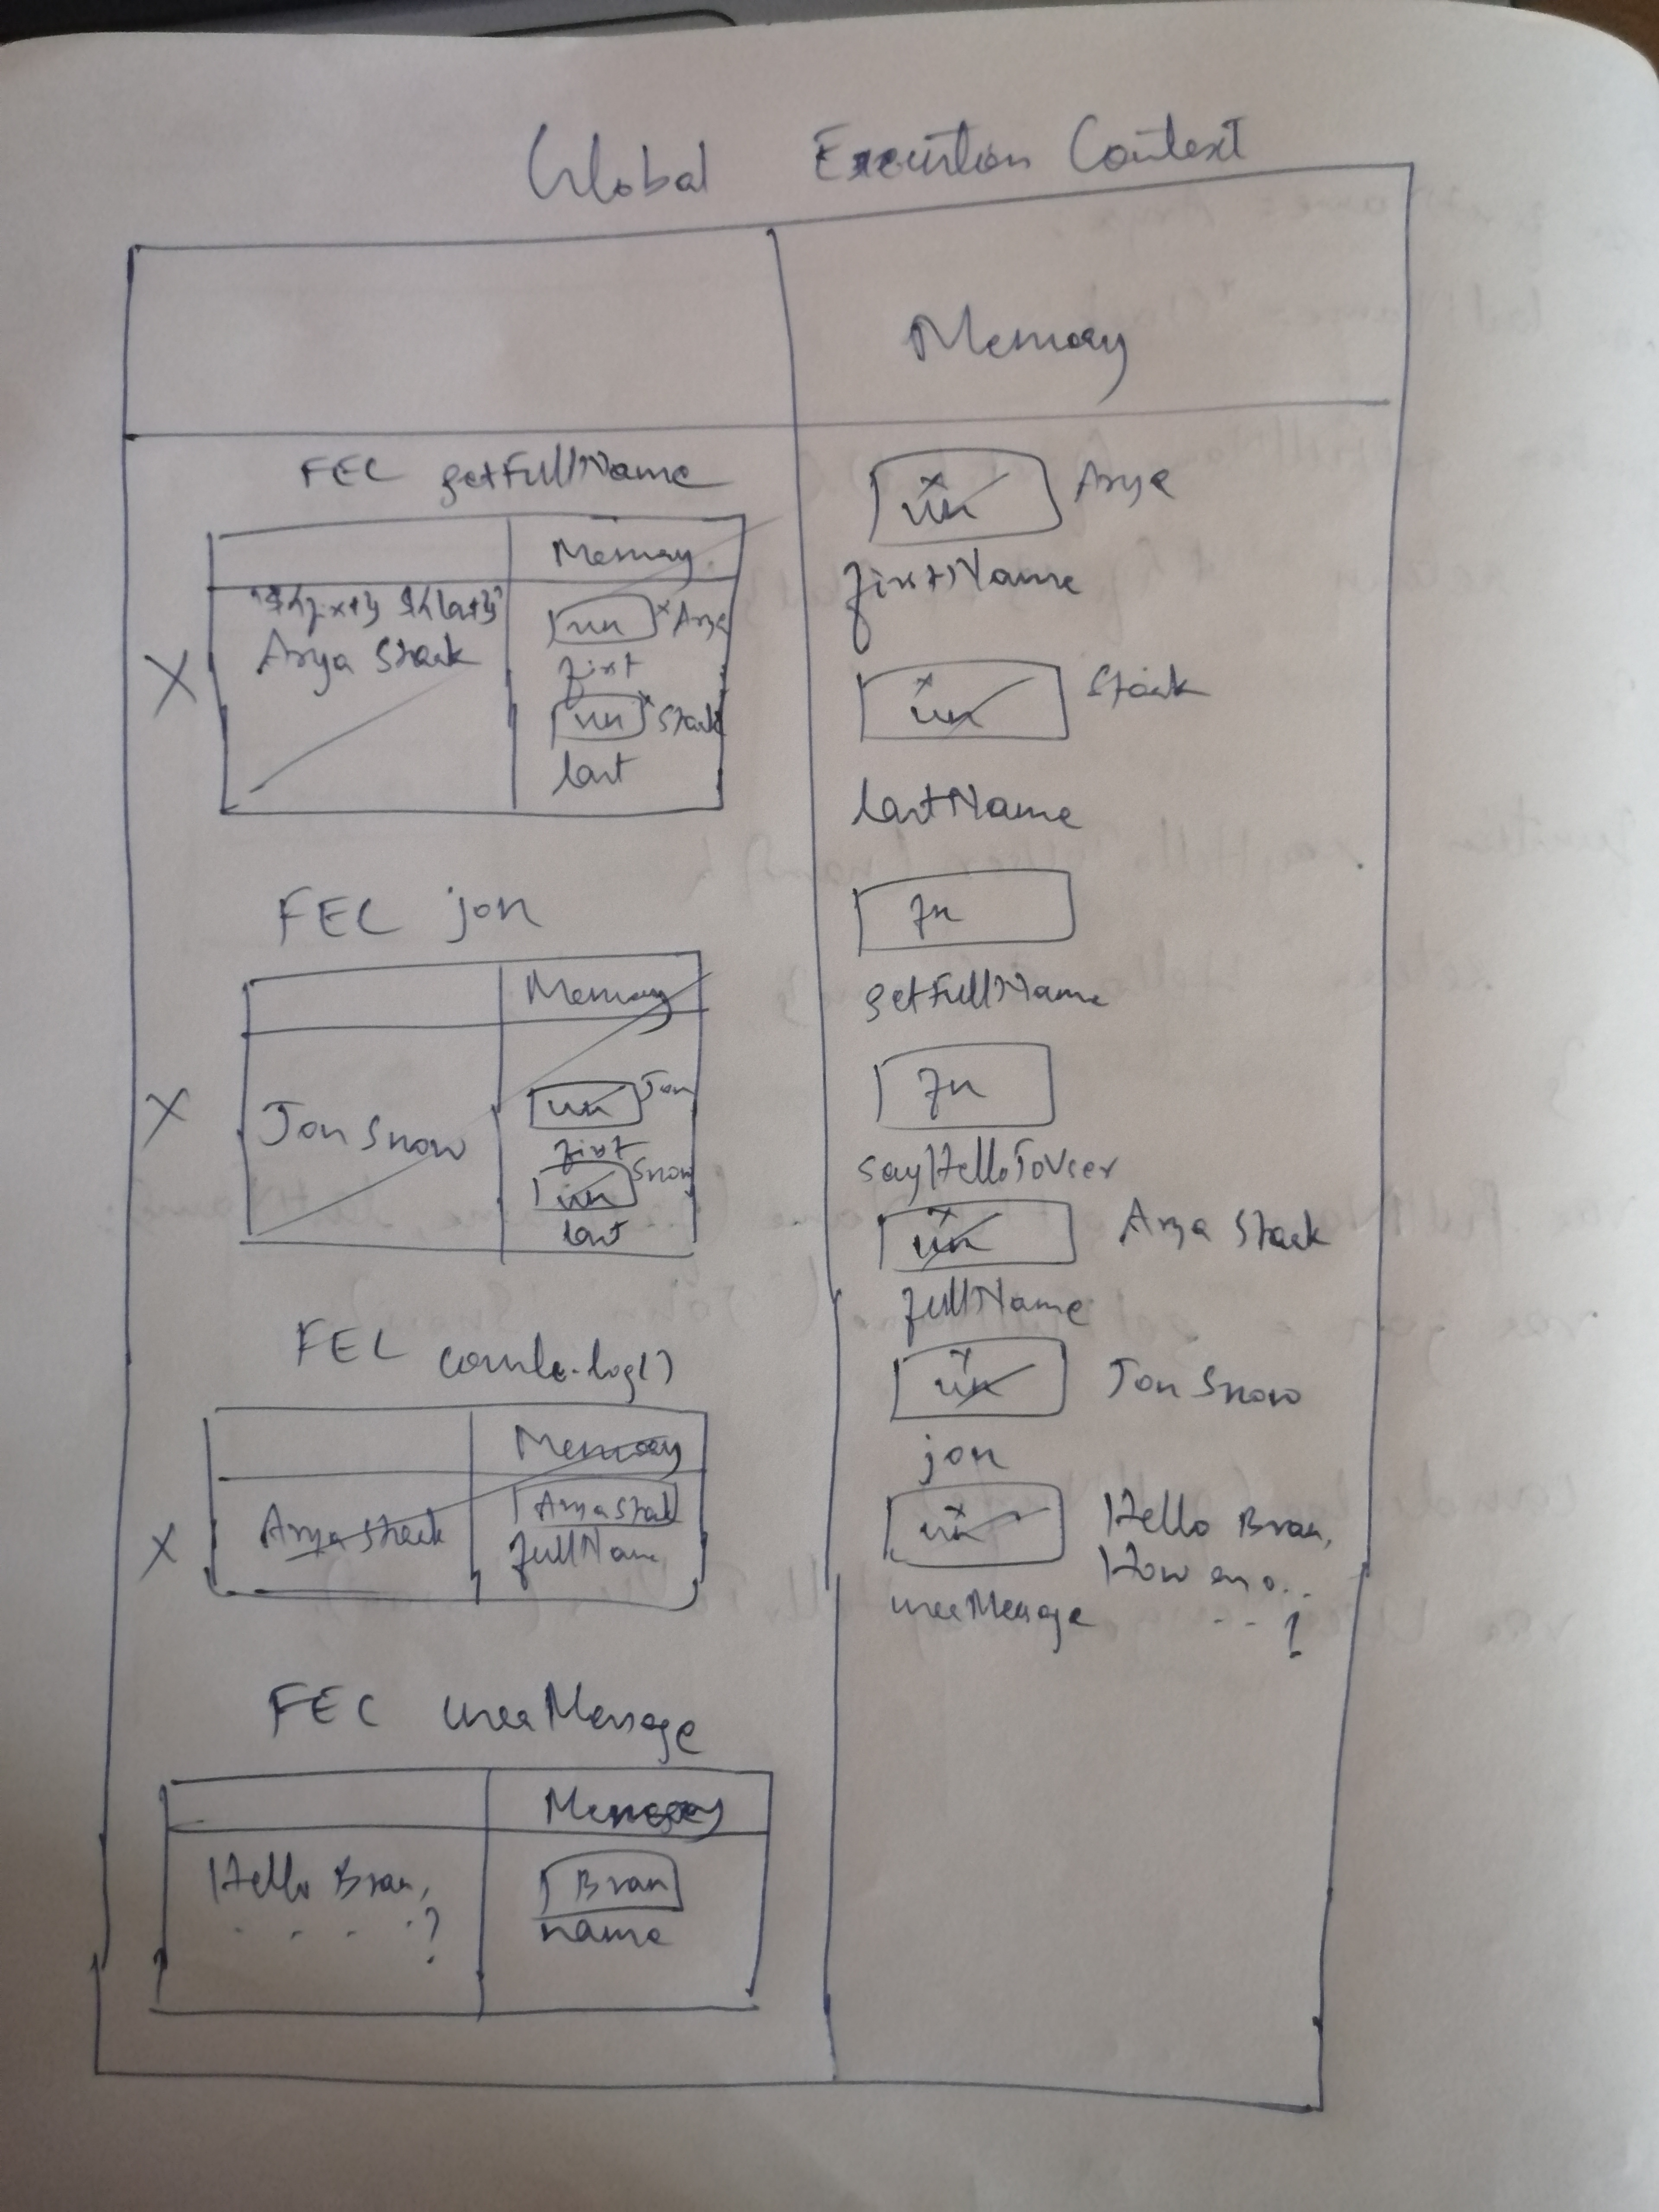 Global Execution Context
Memory
FEC getFullName
Memory
`${first} ${last}`
Arya Stark
un x Arya
first
un x Stark
last
X
FEC jon
Memory
Jon Snow
un Jon
first
un Snow
last
X
FEC console.log()
Memory
Arya Stark
Arya Stark
fullName
X
FEC userMessage
Memory
Hello Bran,
. . . . ?
Bran
name
x
un Arya
firstName
x
un Stark
lastName
fn
getFullName
fn
sayHelloToUser
x
un Arya Stark
fullName
x
un Jon Snow
jon
x
un Hello Bran,
How
userMessage